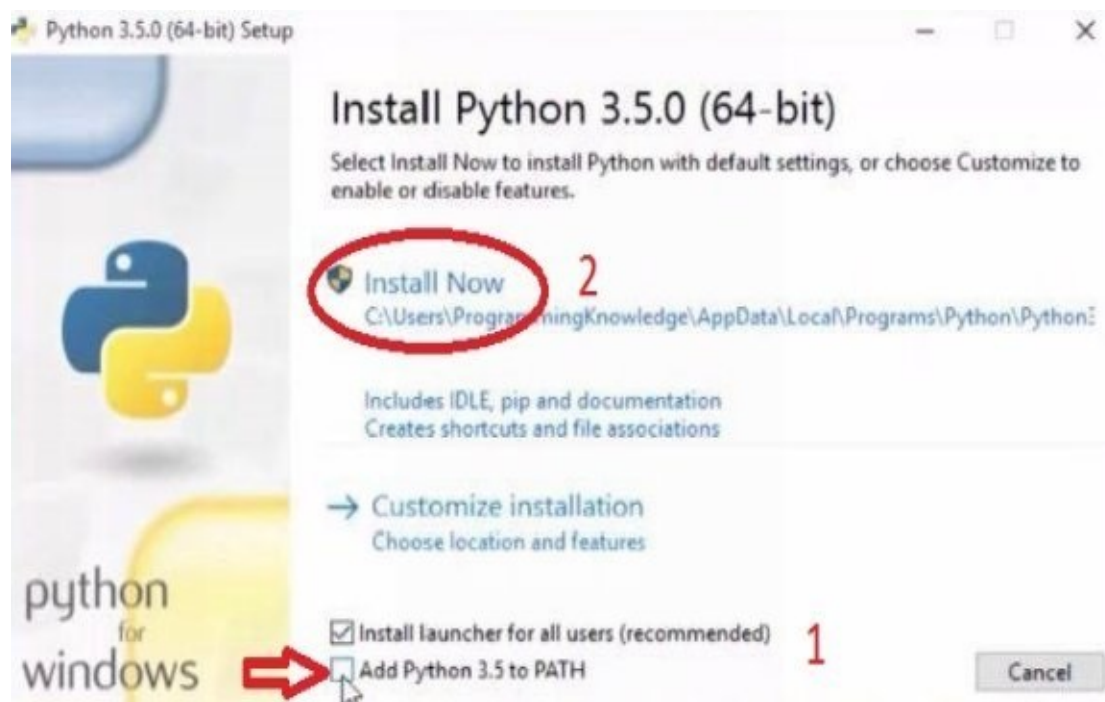 Python 3.5.0 (64-bit) Setup
Install Python 3.5.0 (64-bit)
Select Install Now to install Python with default settings, or choose Customize to
enable or disable features.
Install Now
2
C:\Users\ProgrammingKnowledge\AppData\Local\Programs\Python\Python3
Includes IDLE, pip and documentation
Creates shortcuts and file associations
→ Customize installation
Choose location and features
python
for
windows
Install launcher for all users (recommended)
1
Add Python 3.5 to PATH
Cancel